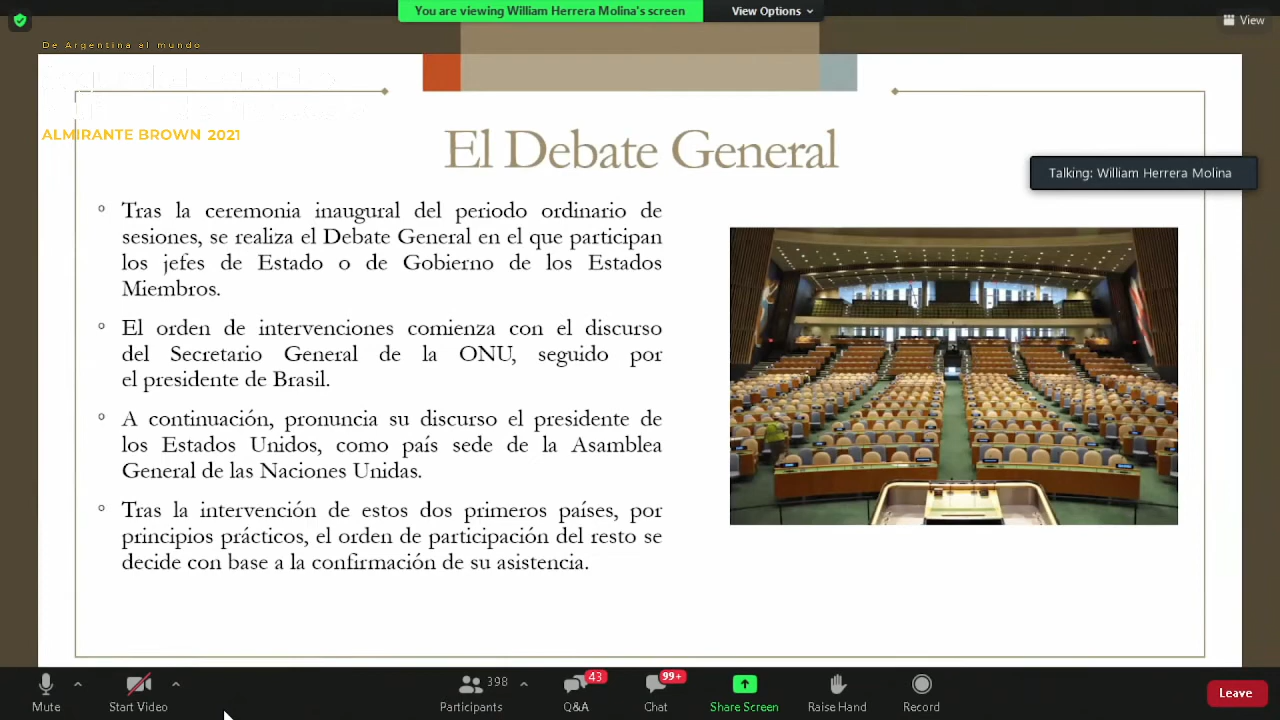 You are viewing William Herrera Molina's screen
View Options
View
De Argentina al mundo
ALMIRANTE BROWN 2021
El Debate General
Talking: William Herrera Molina
Tras la ceremonia inaugural del periodo ordinario de
sesiones, se realiza el Debate General en el que participan
los jefes de Estado o de Gobierno de los Estados
Miembros.
El orden de intervenciones comienza con el discurso
del Secretario General de la ONU, seguido por
el presidente de Brasil.
A continuación, pronuncia su discurso el presidente de
los Estados Unidos, como país sede de la Asamblea
General de las Naciones Unidas.
Tras la intervención de estos dos primeros países, por
principios prácticos, el orden de participación del resto se
decide con base a la confirmación de su asistencia.
398
43
99+
Mute
Start Video
Participants
Q&A
Chat
Share Screen
Raise Hand
Record
Leave